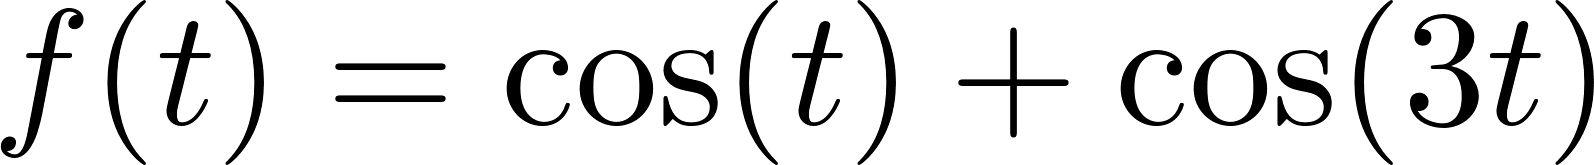 f(t) = cos(t) + cos(3t)